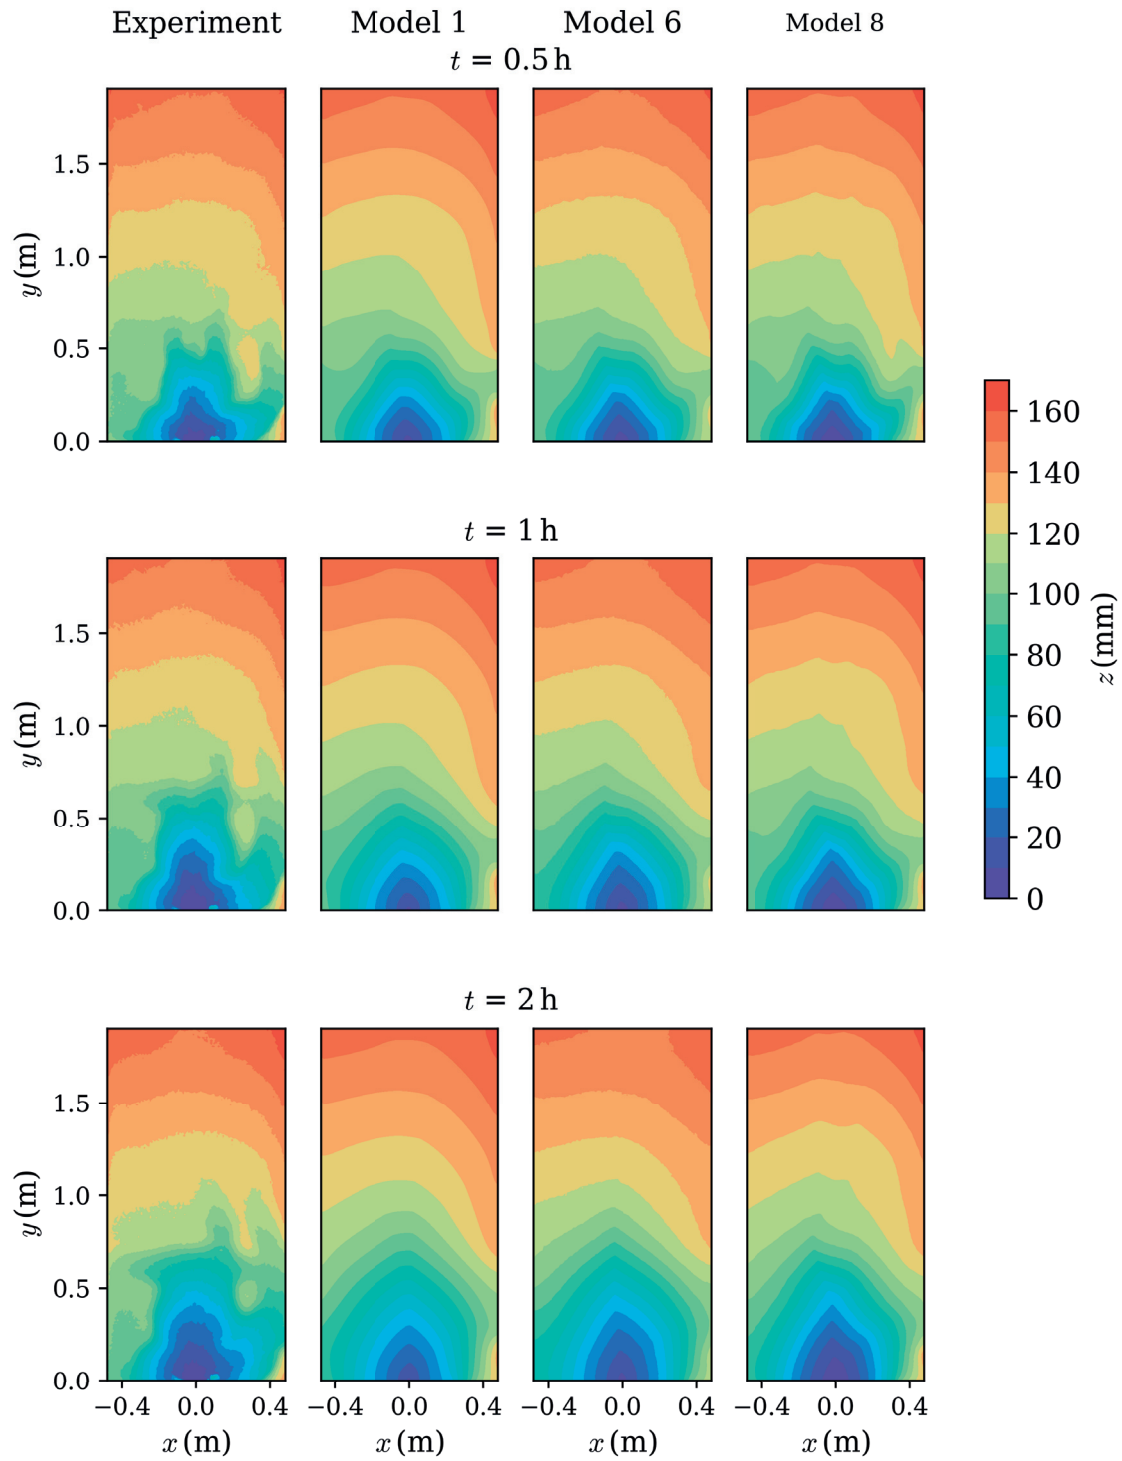 Experiment Model 1 Model 6 Model 8
t = 0.5 h
1.5
1.0
0.5
0.0
y (m)
t = 1 h
1.5
1.0
0.5
0.0
y (m)
160
140
120
100
80
60
40
20
0
z (mm)
t = 2 h
1.5
1.0
0.5
0.0
y (m)
−0.4 0.0 0.4 −0.4 0.0 0.4 −0.4 0.0 0.4 −0.4 0.0 0.4
x (m) x (m) x (m) x (m)